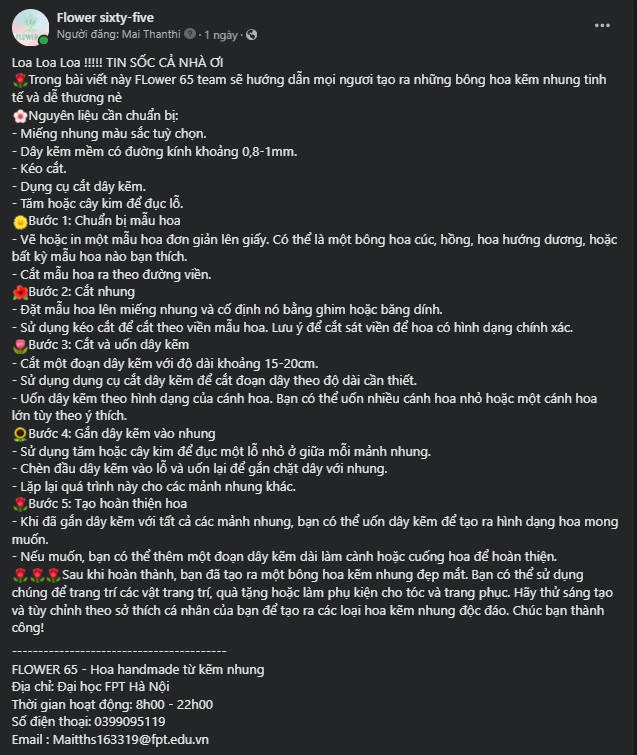 Flower sixty-five
Người đăng: Mai Thanthi · 1 ngày ·
Loa Loa Loa !!!!! TIN SỐC CẢ NHÀ ƠI
🌹Trong bài viết này FLower 65 team sẽ hướng dẫn mọi ngươi tạo ra những bông hoa kẽm nhung tinh
tế và dễ thương nè
🌸Nguyên liệu cần chuẩn bị:
- Miếng nhung màu sắc tuỳ chọn.
- Dây kẽm mềm có đường kính khoảng 0,8-1mm.
- Kéo cắt.
- Dụng cụ cắt dây kẽm.
- Tăm hoặc cây kim để đục lỗ.
🌼Bước 1: Chuẩn bị mẫu hoa
- Vẽ hoặc in một mẫu hoa đơn giản lên giấy. Có thể là một bông hoa cúc, hồng, hoa hướng dương, hoặc
bất kỳ mẫu hoa nào bạn thích.
- Cắt mẫu hoa ra theo đường viền.
🌺Bước 2: Cắt nhung
- Đặt mẫu hoa lên miếng nhung và cố định nó bằng ghim hoặc băng dính.
- Sử dụng kéo cắt để cắt theo viền mẫu hoa. Lưu ý để cắt sát viền để hoa có hình dạng chính xác.
🌷Bước 3: Cắt và uốn dây kẽm
- Cắt một đoạn dây kẽm với độ dài khoảng 15-20cm.
- Sử dụng dụng cụ cắt dây kẽm để cắt đoạn dây theo độ dài cần thiết.
- Uốn dây kẽm theo hình dạng của cánh hoa. Bạn có thể uốn nhiều cánh hoa nhỏ hoặc một cánh hoa
lớn tùy theo ý thích.
🌻Bước 4: Gắn dây kẽm vào nhung
- Sử dụng tăm hoặc cây kim để đục một lỗ nhỏ ở giữa mỗi mảnh nhung.
- Chèn đầu dây kẽm vào lỗ và uốn lại để gắn chặt dây với nhung.
- Lặp lại quá trình này cho các mảnh nhung khác.
🌹Bước 5: Tạo hoàn thiện hoa
- Khi đã gắn dây kẽm với tất cả các mảnh nhung, bạn có thể uốn dây kẽm để tạo ra hình dạng hoa mong
muốn.
- Nếu muốn, bạn có thể thêm một đoạn dây kẽm dài làm cành hoặc cuống hoa để hoàn thiện.
🌹🌹🌹Sau khi hoàn thành, bạn đã tạo ra một bông hoa kẽm nhung đẹp mắt. Bạn có thể sử dụng
chúng để trang trí các vật trang trí, quà tặng hoặc làm phụ kiện cho tóc và trang phục. Hãy thử sáng tạo
và tùy chỉnh theo sở thích cá nhân của bạn để tạo ra các loại hoa kẽm nhung độc đáo. Chúc bạn thành
công!
-----------------------------------------
FLOWER 65 - Hoa handmade từ kẽm nhung
Địa chỉ: Đại học FPT Hà Nội
Thời gian hoạt động: 8h00 - 22h00
Số điện thoại: 0399095119
Email : Maitths163319@fpt.edu.vn